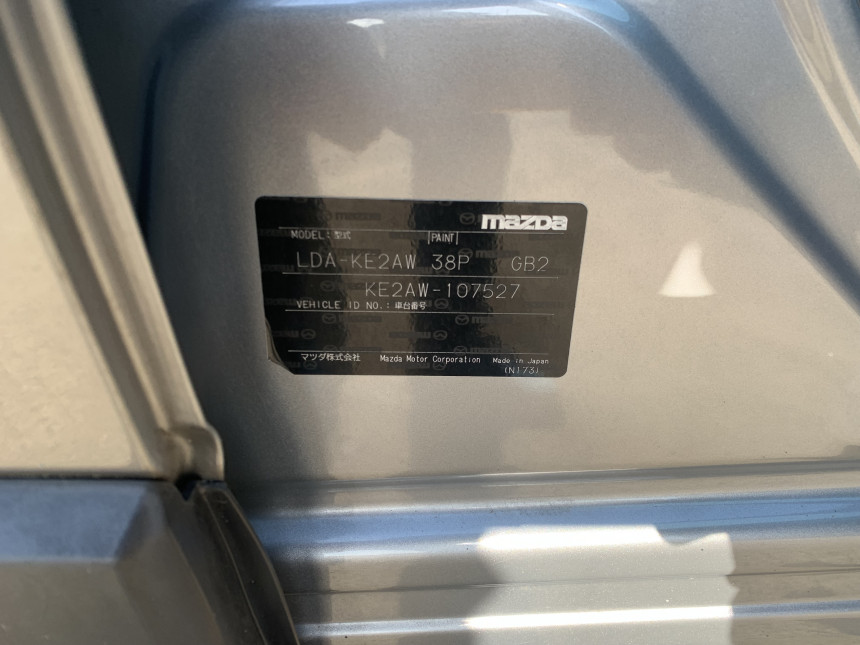 mazda
MODEL: 型式 PAINT
LDA-KE2AW 38P GB2
KE2AW-107527
VEHICLE ID NO.: 車台番号
マツダ株式会社 Mazda Motor Corporation Made in Japan
(N173)